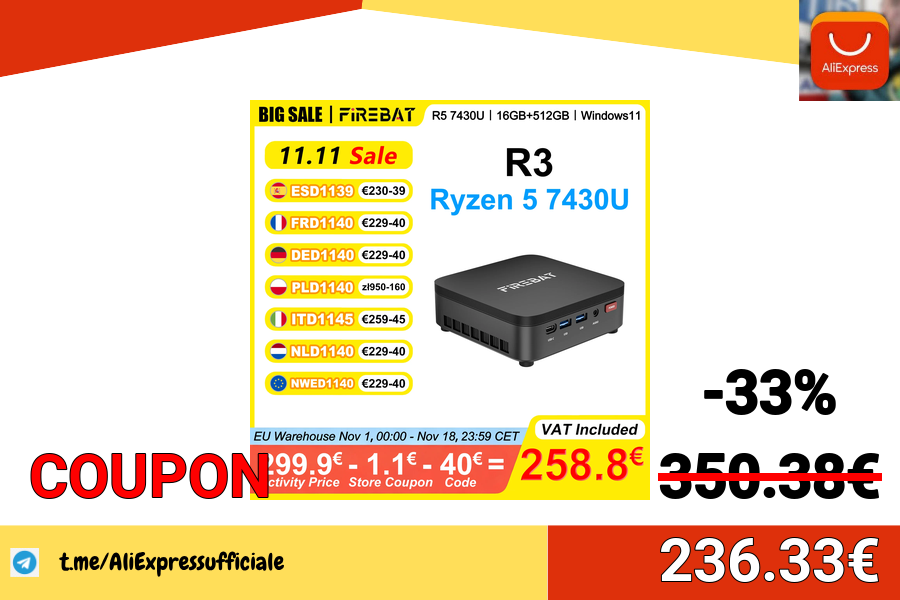 AliExpress
BIG SALE | FIREBAT
R5 7430U | 16GB+512GB | Windows11
11.11 Sale
R3
Ryzen 5 7430U
ESD1139 €230-39
FRD1140 €229-40
DED1140 €229-40
PLD1140 zł950-160
ITD1145 €259-45
NLD1140 €229-40
NWED1140 €229-40
FIREBAT
EU Warehouse Nov 1, 00:00 - Nov 18, 23:59 CET
VAT Included
299.9€ - 1.1€ - 40€ = 258.8€
ctivity Price Store Coupon Code
COUPON
-33%
350.38€
t.me/AliExpressufficiale
236.33€